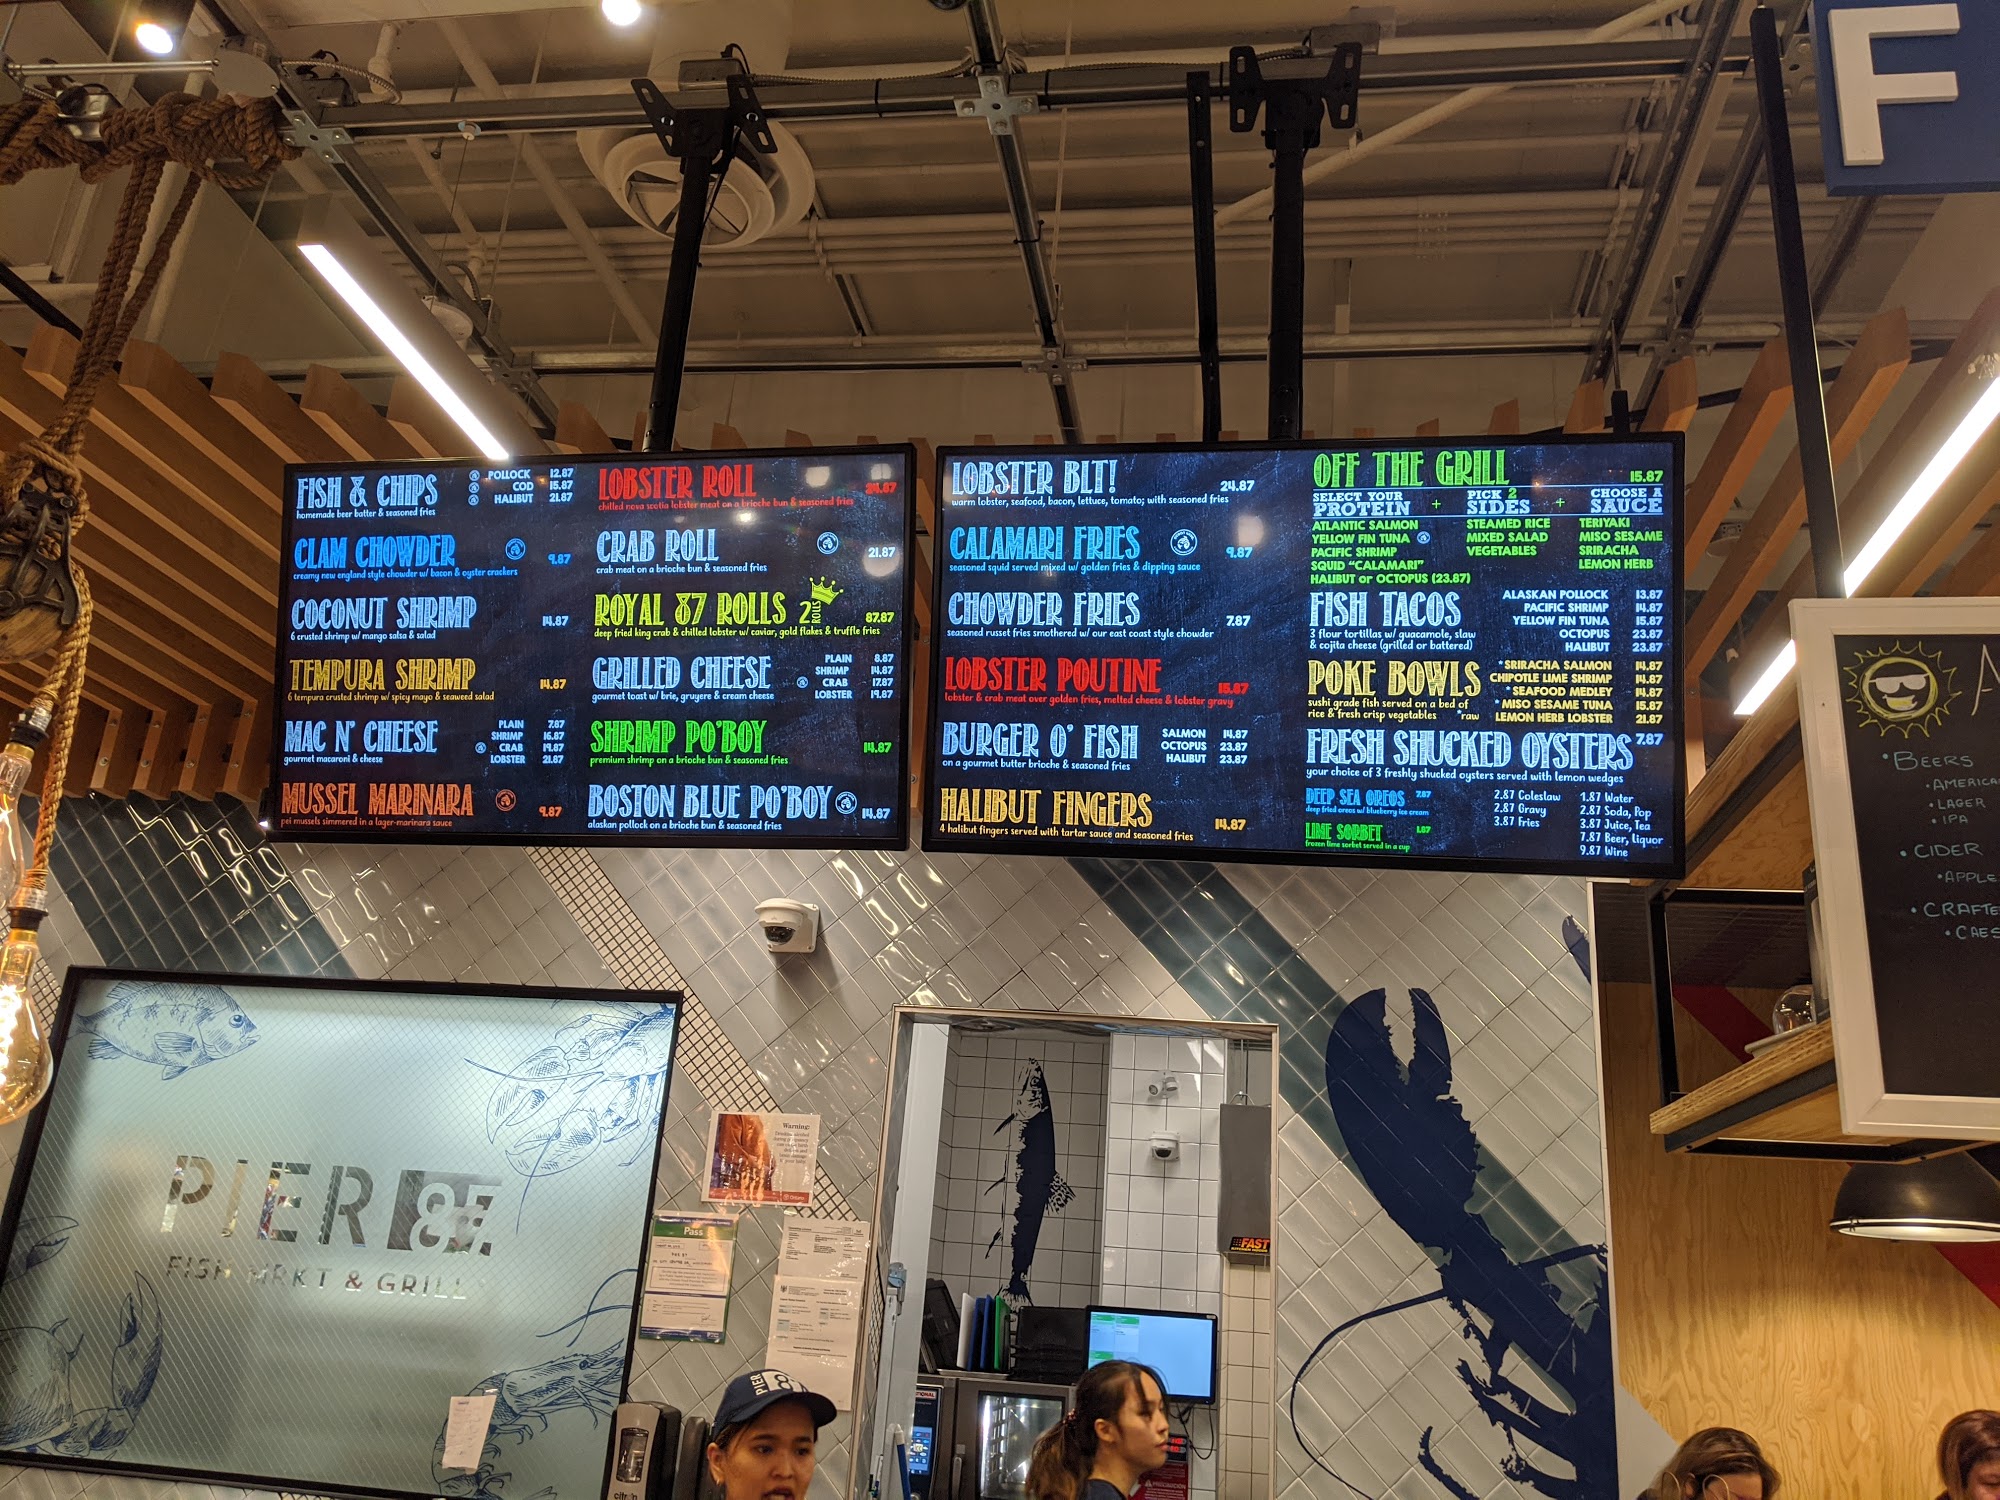 F
FISH & CHIPS
homemade beer batter & seasoned fries
POLLOCK 12.87
COD 15.87
HALIBUT 21.87
CLAM CHOWDER 9.87
creamy new england style chowder w/ bacon & oyster crackers
COCONUT SHRIMP 14.87
6 crusted shrimp w/ mango salsa & salad
TEMPURA SHRIMP 14.87
6 tempura crusted shrimp w/ spicy mayo & seaweed salad
MAC N' CHEESE
gourmet macaroni & cheese
PLAIN 7.87
SHRIMP 16.87
CRAB 19.87
LOBSTER 21.87
MUSSEL MARINARA 9.87
pei mussels simmered in a lager-marinara sauce
LOBSTER ROLL 24.87
chilled nova scotia lobster meat on a brioche bun & seasoned fries
CRAB ROLL 21.87
crab meat on a brioche bun & seasoned fries
ROYAL 87 ROLLS 2 ROLLS 87.87
deep fried king crab & chilled lobster w/ caviar, gold flakes & truffle fries
GRILLED CHEESE
gourmet toast w/ brie, gruyere & cream cheese
PLAIN 8.87
SHRIMP 14.87
CRAB 17.87
LOBSTER 19.87
SHRIMP PO'BOY 14.87
premium shrimp on a brioche bun & seasoned fries
BOSTON BLUE PO'BOY 14.87
alaskan pollock on a brioche bun & seasoned fries
LOBSTER BLT! 24.87
warm lobster, seafood, bacon, lettuce, tomato; with seasoned fries
CALAMARI FRIES 9.87
seasoned squid served mixed w/ golden fries & dipping sauce
CHOWDER FRIES 7.87
seasoned russet fries smothered w/ our east coast style chowder
LOBSTER POUTINE 15.87
lobster & crab meat over golden fries, melted cheese & lobster gravy
BURGER O' FISH
on a gourmet butter brioche & seasoned fries
SALMON 14.87
OCTOPUS 23.87
HALIBUT 23.87
HALIBUT FINGERS 14.87
4 halibut fingers served with tartar sauce and seasoned fries
OFF THE GRILL 15.87
SELECT YOUR PROTEIN + PICK 2 SIDES + CHOOSE A SAUCE
ATLANTIC SALMON STEAMED RICE TERIYAKI
YELLOW FIN TUNA MIXED SALAD MISO SESAME
PACIFIC SHRIMP VEGETABLES SRIRACHA
SQUID "CALAMARI" LEMON HERB
HALIBUT or OCTOPUS (23.87)
FISH TACOS
3 flour tortillas w/ guacamole, slaw
& cojita cheese (grilled or battered)
ALASKAN POLLOCK 13.87
PACIFIC SHRIMP 14.87
YELLOW FIN TUNA 15.87
OCTOPUS 23.87
HALIBUT 23.87
POKE BOWLS
sushi grade fish served on a bed of
rice & fresh crisp vegetables *raw
*SRIRACHA SALMON 14.87
CHIPOTLE LIME SHRIMP 14.87
*SEAFOOD MEDLEY 14.87
*MISO SESAME TUNA 15.87
LEMON HERB LOBSTER 21.87
FRESH SHUCKED OYSTERS 7.87
your choice of 3 freshly shucked oysters served with lemon wedges
DEEP SEA OREOS 7.87
deep fried oreos w/ blueberry ice cream
LIME SORBET 1.87
frozen lime sorbet served in a cup
2.87 Coleslaw
2.87 Gravy
3.87 Fries
1.87 Water
2.87 Soda, Pop
3.87 Juice, Tea
7.87 Beer, Liquor
9.87 Wine
• BEERS
• AMERICA
• LAGER
• IPA
• CIDER
• APPLE
• CRAFTE
• CAES
PIER 87
FISH MRKT & GRILL
Warning:
Pass
FAST
PIER